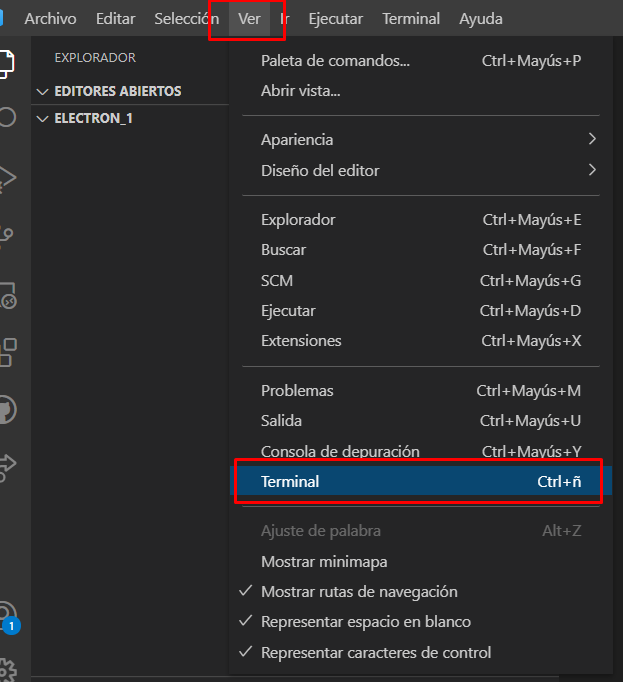 Archivo Editar Selección Ver Ir Ejecutar Terminal Ayuda
EXPLORADOR
EDITORES ABIERTOS
ELECTRON_1
Paleta de comandos... Ctrl+Mayús+P
Abrir vista...
Apariencia
Diseño del editor
Explorador Ctrl+Mayús+E
Buscar Ctrl+Mayús+F
SCM Ctrl+Mayús+G
Ejecutar Ctrl+Mayús+D
Extensiones Ctrl+Mayús+X
Problemas Ctrl+Mayús+M
Salida Ctrl+Mayús+U
Consola de depuración Ctrl+Mayús+Y
Terminal Ctrl+ñ
Ajuste de palabra Alt+Z
Mostrar minimapa
Mostrar rutas de navegación
Representar espacio en blanco
Representar caracteres de control
1